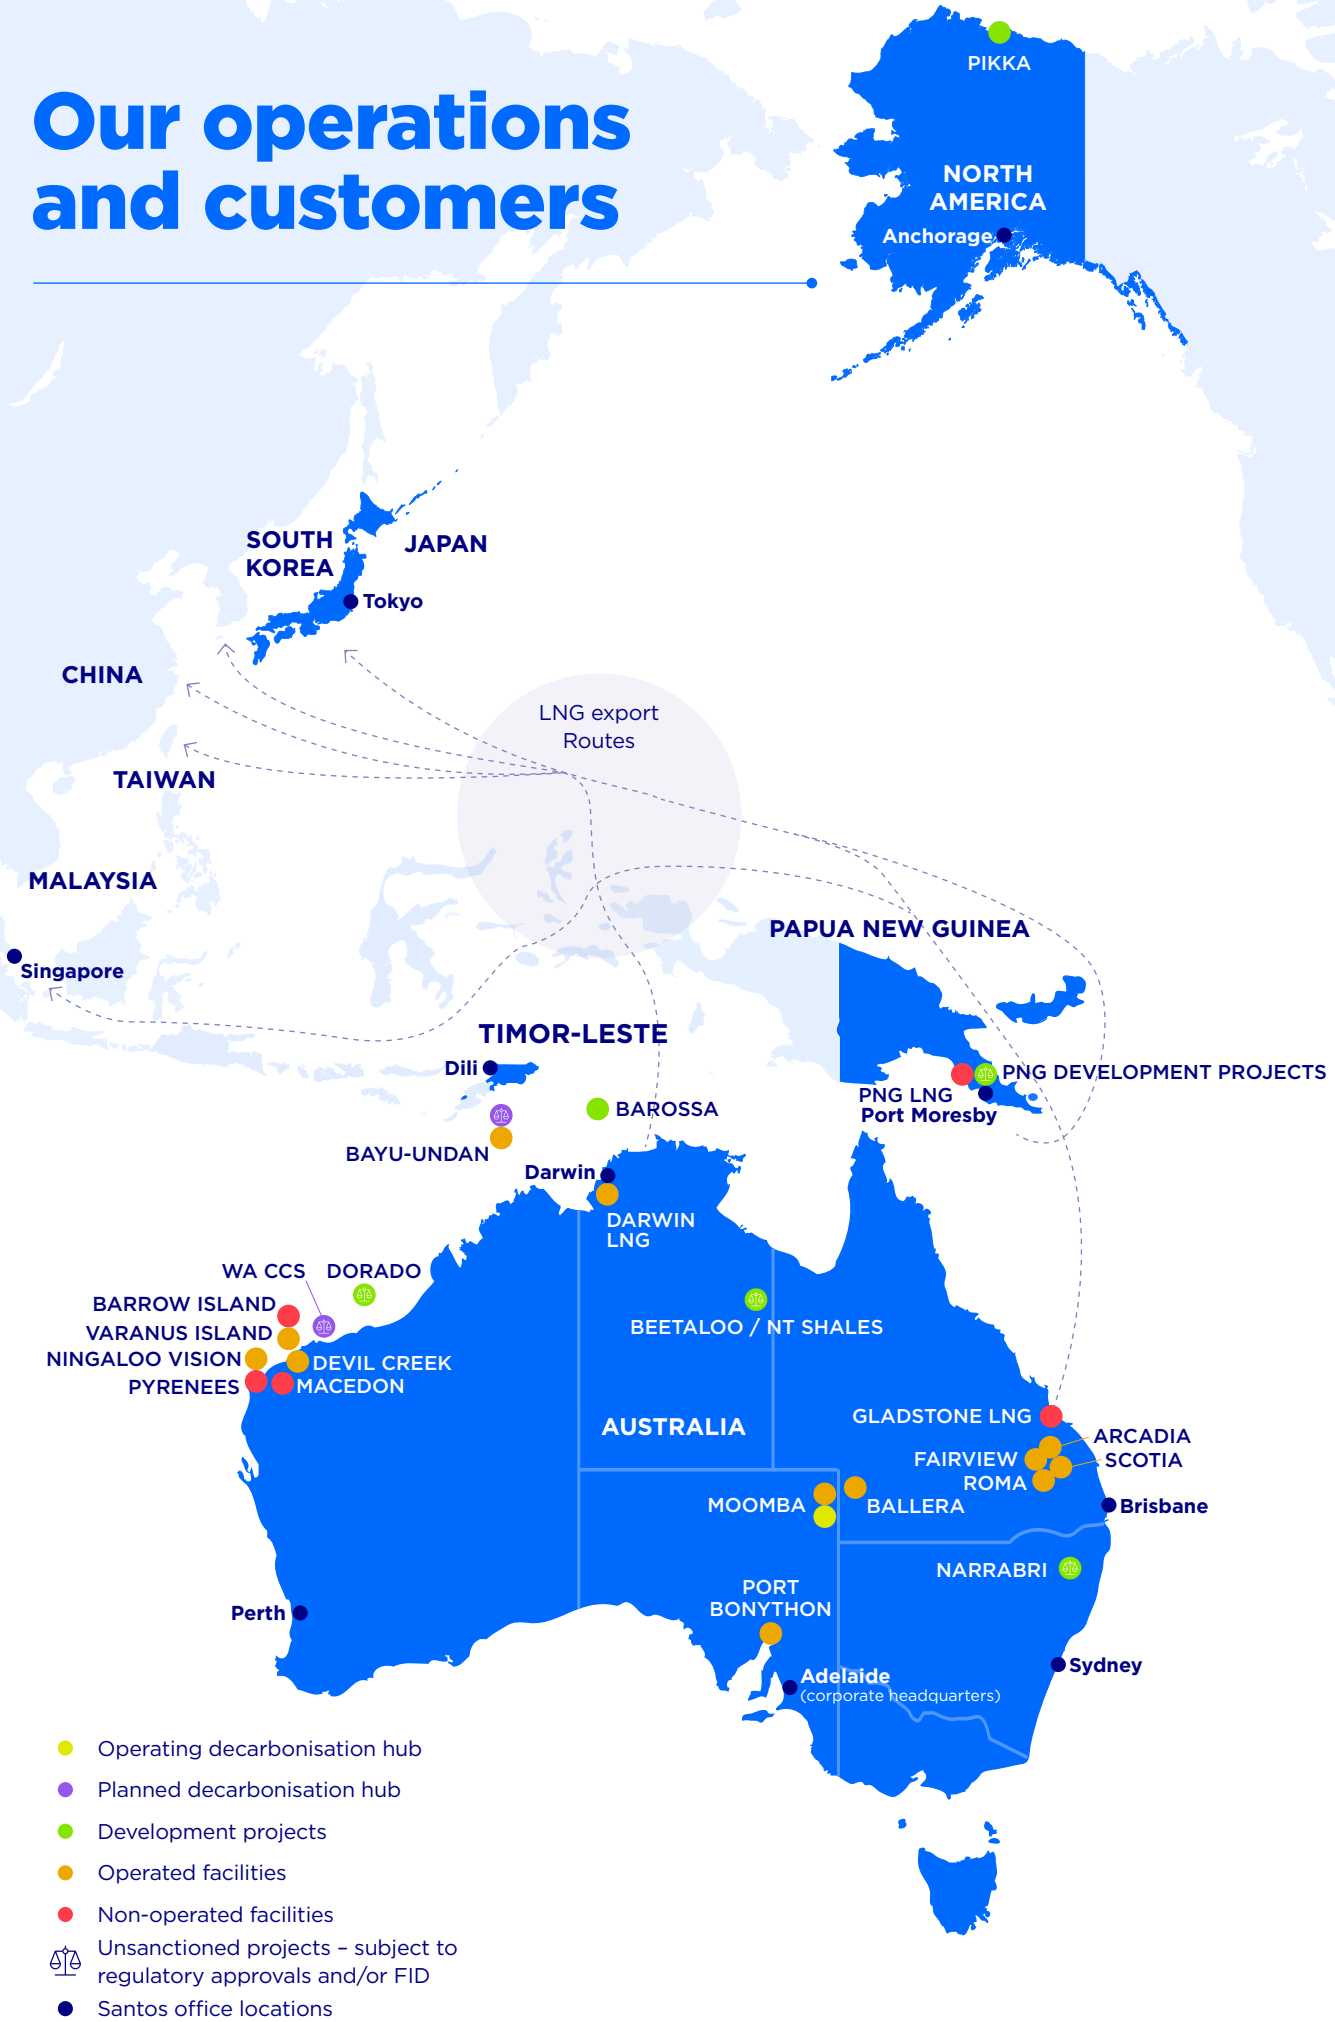 Our operations
and customers
PIKKA
NORTH
AMERICA
Anchorage
SOUTH
KOREA
JAPAN
Tokyo
CHINA
LNG export
Routes
TAIWAN
MALAYSIA
PAPUA NEW GUINEA
Singapore
TIMOR-LESTE
Dili
PNG DEVELOPMENT PROJECTS
PNG LNG
Port Moresby
BAROSSA
BAYU-UNDAN
Darwin
DARWIN
LNG
WA CCS
DORADO
BARROW ISLAND
VARANUS ISLAND
NINGALOO VISION
DEVIL CREEK
PYRENEES
MACEDON
BEETALOO / NT SHALES
AUSTRALIA
GLADSTONE LNG
ARCADIA
FAIRVIEW
SCOTIA
ROMA
MOOMBA
BALLERA
Brisbane
NARRABRI
PORT
BONYTHON
Perth
Sydney
Adelaide
(corporate headquarters)
Operating decarbonisation hub
Planned decarbonisation hub
Development projects
Operated facilities
Non-operated facilities
Unsanctioned projects – subject to
regulatory approvals and/or FID
Santos office locations